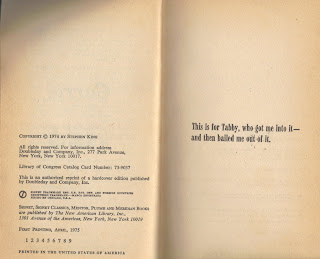 COPYRIGHT © 1974 BY STEPHEN KING
All rights reserved. For information address
Doubleday and Company, Inc., 277 Park Avenue,
New York, New York 10017.
Library of Congress Catalog Card Number: 73-9037
This is an authorized reprint of a hardcover edition published
by Doubleday and Company, Inc.
SIGNET, SIGNET CLASSICS, MENTOR, PLUME AND MERIDIAN BOOKS
are published by The New American Library, Inc.,
1301 Avenue of the Americas, New York, New York 10019
FIRST PRINTING, APRIL, 1975
1 2 3 4 5 6 7 8 9
PRINTED IN THE UNITED STATES OF AMERICA
This is for Tabby, who got me into it—
and then bailed me out of it.